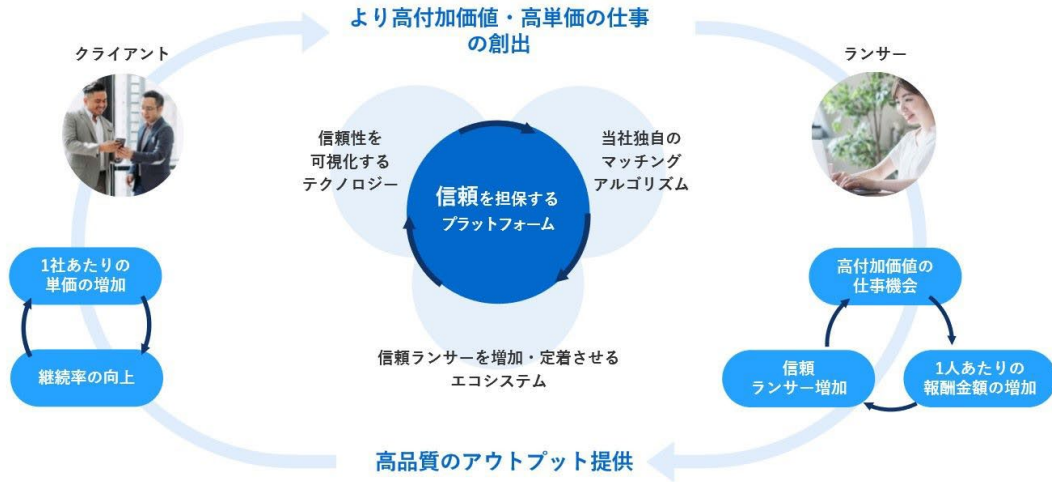 より高付加価値・高単価の仕事
の創出
クライアント
ランサー
信頼性を
可視化する
テクノロジー
当社独自の
マッチング
アルゴリズム
信頼を担保する
プラットフォーム
信頼ランサーを増加・定着させる
エコシステム
1社あたりの
単価の増加
継続率の向上
高付加価値の
仕事機会
信頼
ランサー増加
1人あたりの
報酬金額の増加
高品質のアウトプット提供